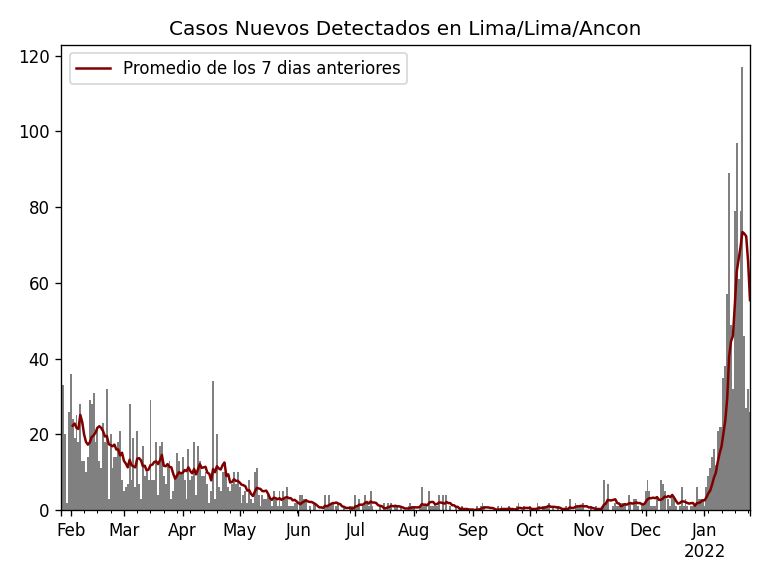 Casos Nuevos Detectados en Lima/Lima/Ancon
Promedio de los 7 dias anteriores
120
100
80
60
40
20
0
Feb Mar Apr May Jun Jul Aug Sep Oct Nov Dec Jan
2022